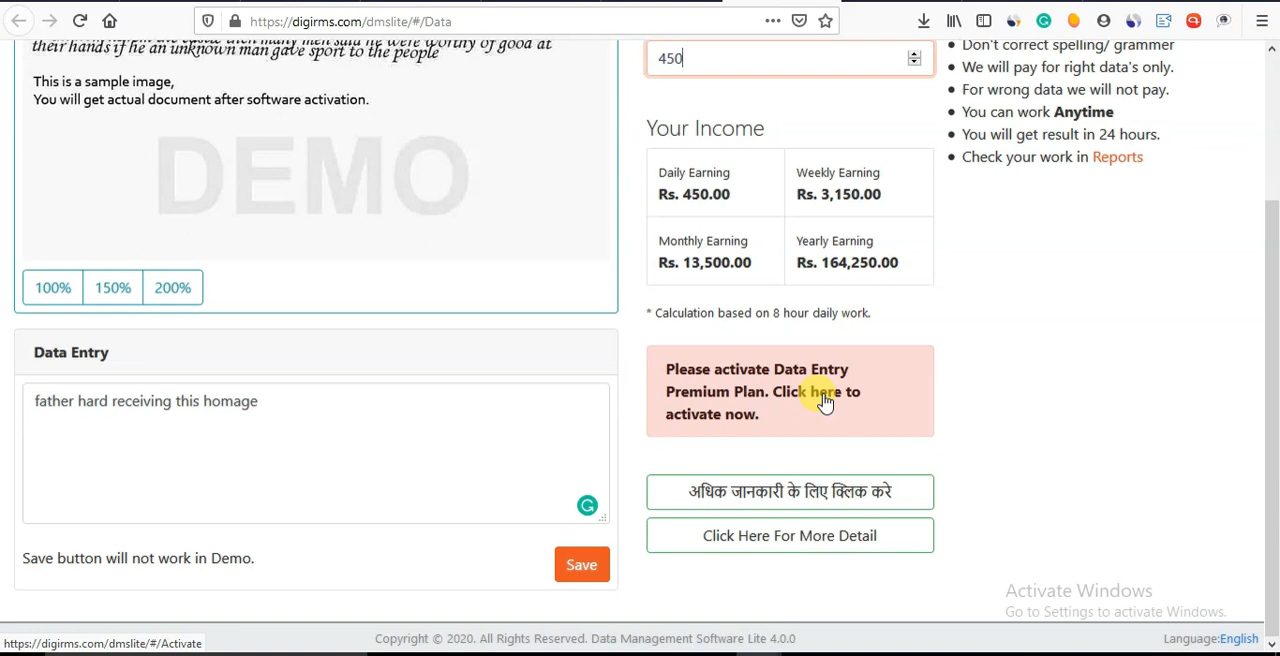 https://digirms.com/dmslite/#/Data
their hands if he an unknown man gave sport to the people
This is a sample image,
You will get actual document after software activation.
DEMO
100%
150%
200%
Data Entry
father hard receiving this homage
Save button will not work in Demo.
Save
450
Your Income
Daily Earning
Rs. 450.00
Weekly Earning
Rs. 3,150.00
Monthly Earning
Rs. 13,500.00
Yearly Earning
Rs. 164,250.00
* Calculation based on 8 hour daily work.
Please activate Data Entry
Premium Plan. Click here to
activate now.
अधिक जानकारी के लिए क्लिक करे
Click Here For More Detail
Don't correct spelling/ grammer
We will pay for right data's only.
For wrong data we will not pay.
You can work Anytime
You will get result in 24 hours.
Check your work in Reports
Activate Windows
Go to Settings to activate Windows.
https://digirms.com/dmslite/#/Activate
Copyright © 2020. All Rights Reserved. Data Management Software Lite 4.0.0
Language:English